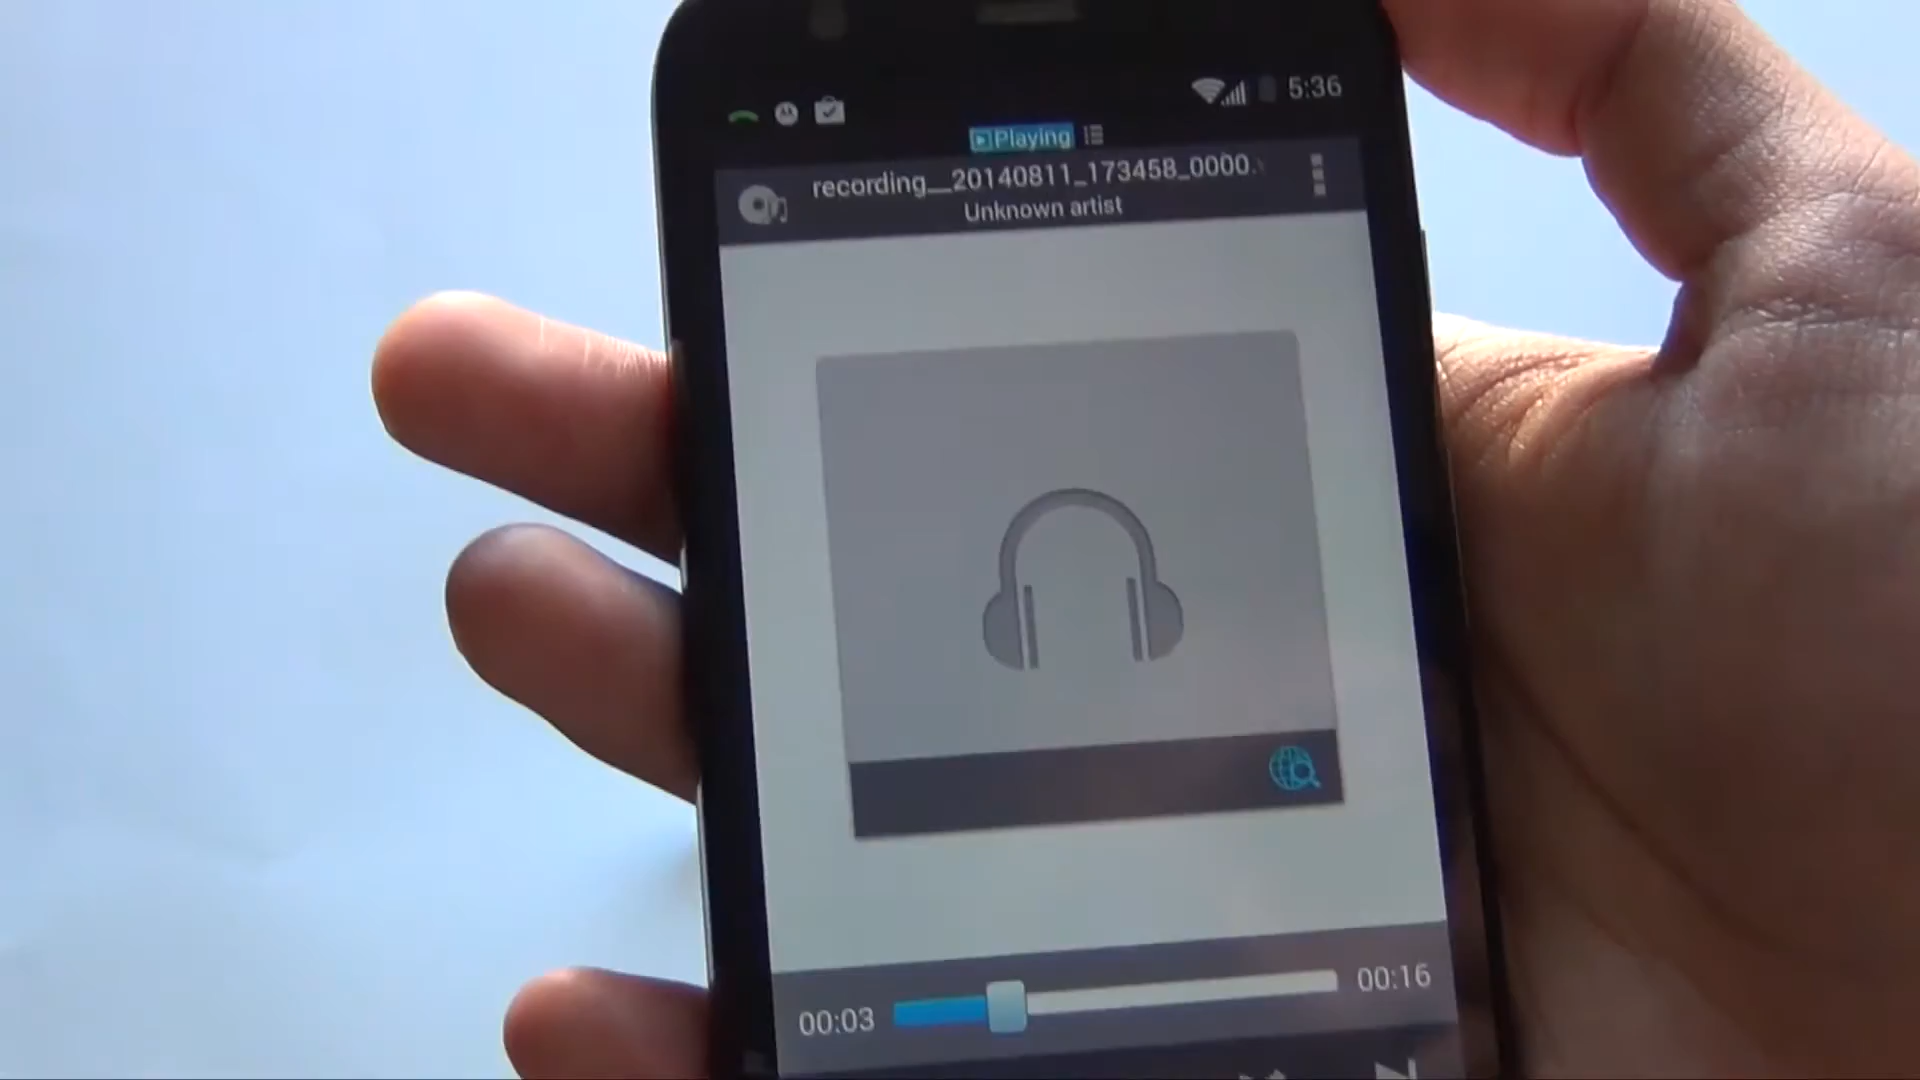 5:36
Playing
recording__20140811_173458_0000.
Unknown artist
00:03
00:16